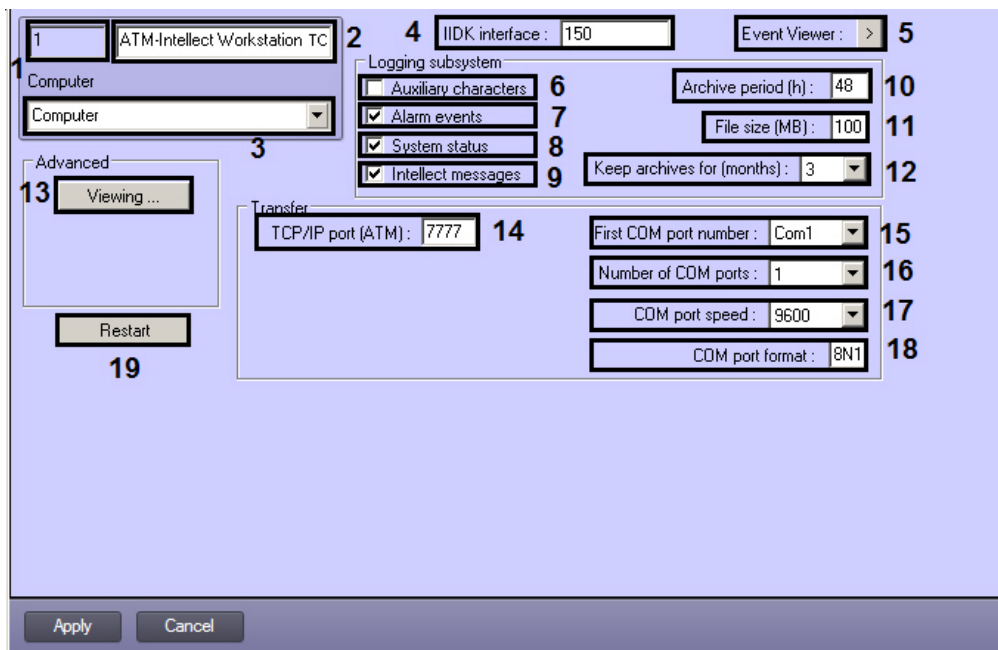 1 ATM-Intellect Workstation TC 2 4 IIDK interface : 150 Event Viewer : > 5
1 Computer Logging subsystem
Auxiliary characters 6 Archive period (h) : 48 10
Computer Alarm events 7 File size (MB) : 100 11
3 System status 8
Advanced Intellect messages 9 Keep archives for (months) : 3 12
13 Viewing ...
Transfer
TCP/IP port (ATM) : 7777 14 First COM port number : Com1 15
Number of COM ports : 1 16
Restart COM port speed : 9600 17
19 COM port format : 8N1 18
Apply Cancel